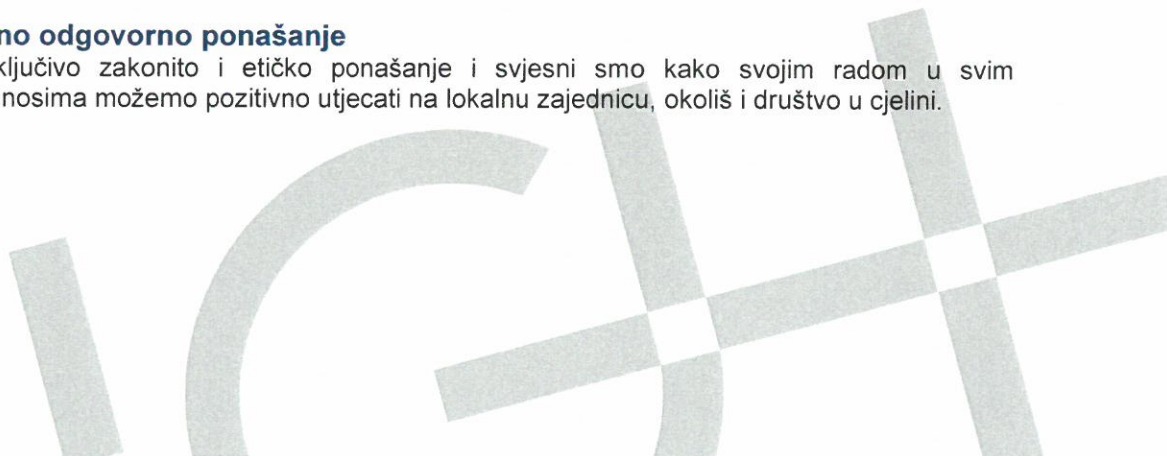 no odgovorno ponašanje
ključivo zakonito i etičko ponašanje i svjesni smo kako svojim radom u svim
nosima možemo pozitivno utjecati na lokalnu zajednicu, okoliš i društvo u cjelini.
IGH